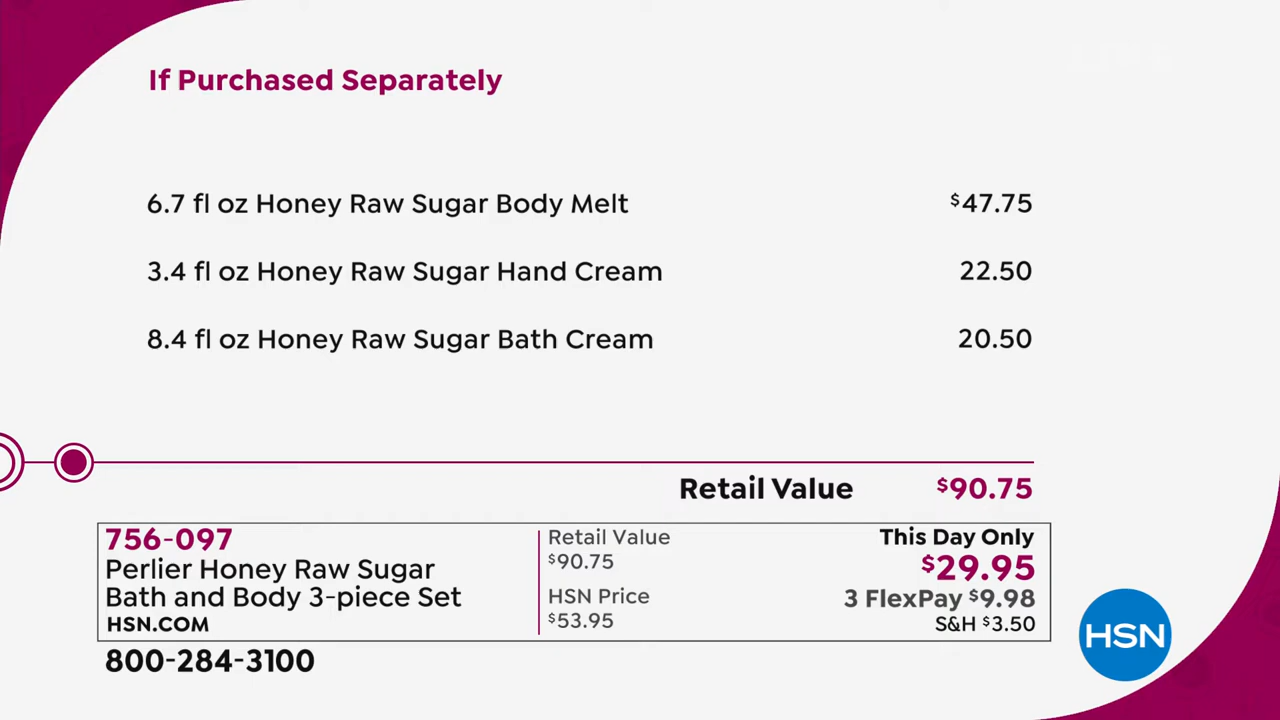 If Purchased Separately
6.7 fl oz Honey Raw Sugar Body Melt $47.75
3.4 fl oz Honey Raw Sugar Hand Cream 22.50
8.4 fl oz Honey Raw Sugar Bath Cream 20.50
Retail Value $90.75
756-097
Perlier Honey Raw Sugar
Bath and Body 3-piece Set
HSN.COM
Retail Value
$90.75
HSN Price
$53.95
This Day Only
$29.95
3 FlexPay $9.98
S&H $3.50
800-284-3100
HSN